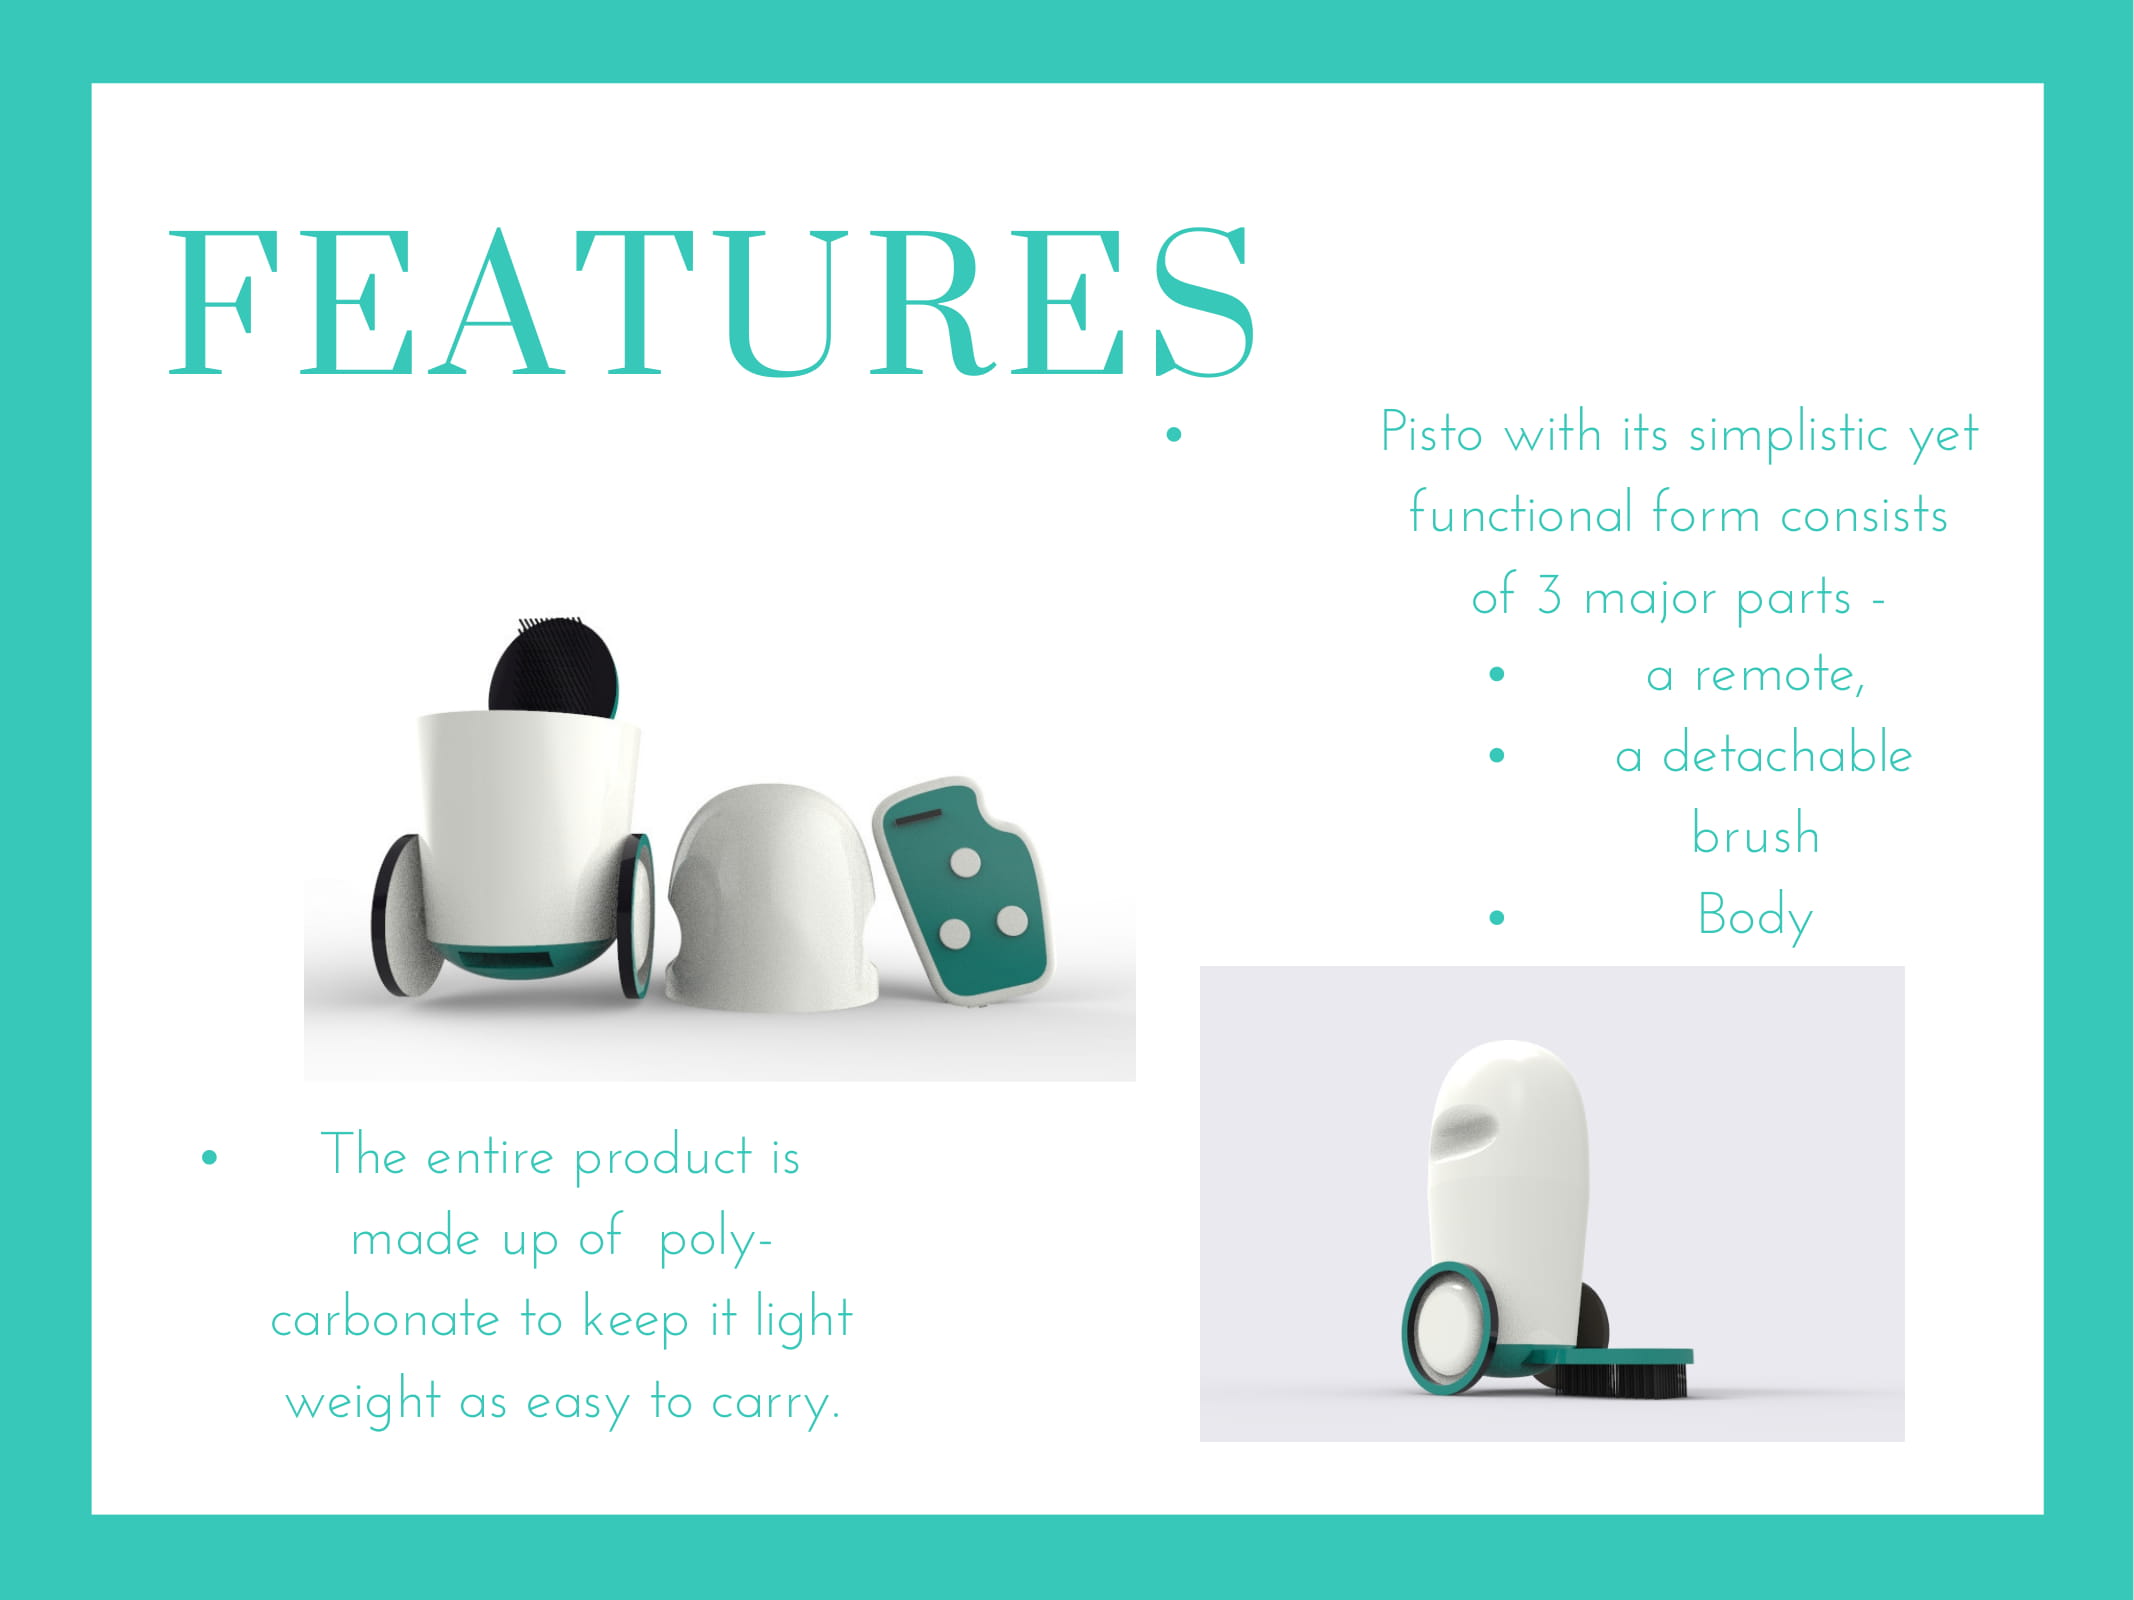 FEATURES
• Pisto with its simplistic yet
functional form consists
of 3 major parts -
• a remote,
• a detachable
brush
• Body
• The entire product is
made up of poly-
carbonate to keep it light
weight as easy to carry.